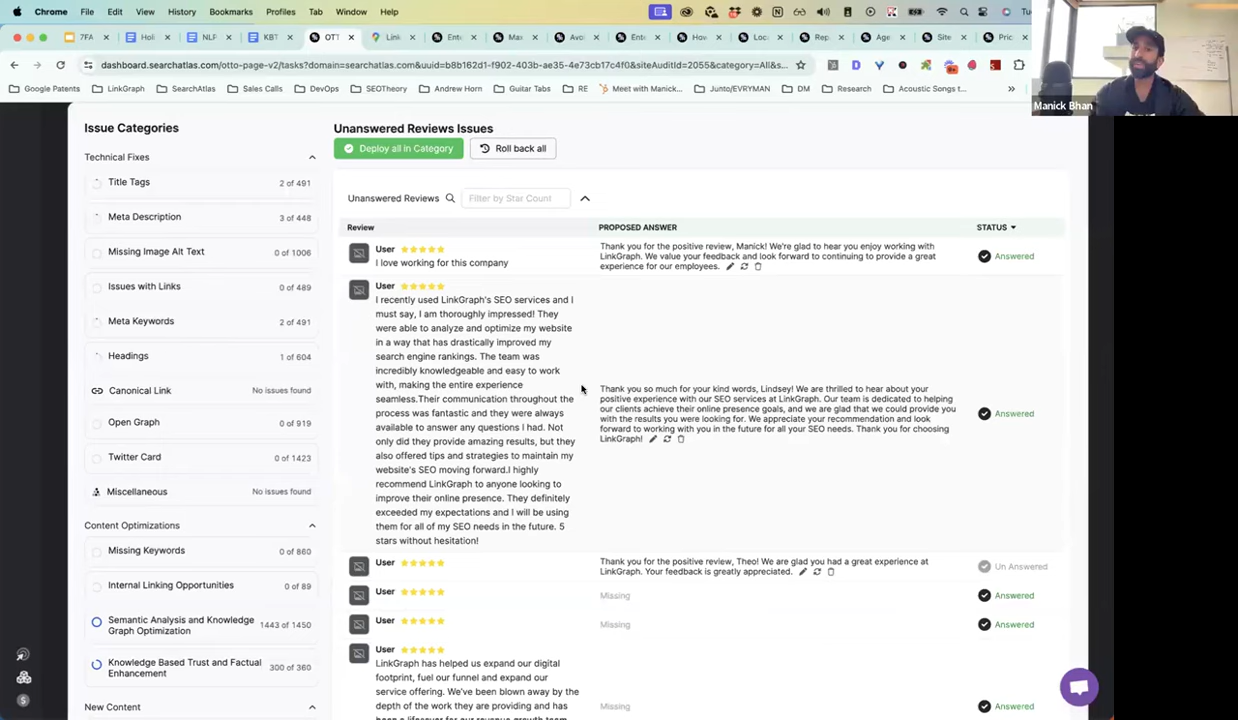 Chrome File Edit View History Bookmarks Profiles Tab Window Help
7FA Holi NLP KBT OTT Link Ente Max Avoi Ente How Loca Rep Age Site Pric
dashboard.searchatlas.com/otto-page-v2/tasks?domain=searchatlas.com&uuid=b8b162d1-f902-403b-ae35-4e73cb17c4f0&siteAuditId=2055&category=All&s...
Google Patents LinkGraph SearchAtlas Sales Calls DevOps SEOTheory Andrew Horn Guitar Tabs RE Meet with Manick... Junto/EVRYMAN DM Research Acoustic Songs t... »
Manick Bhan
Issue Categories
Technical Fixes
Title Tags 2 of 491
Meta Description 3 of 448
Missing Image Alt Text 0 of 1006
Issues with Links 0 of 489
Meta Keywords 2 of 491
Headings 1 of 604
Canonical Link No issues found
Open Graph 0 of 919
Twitter Card 0 of 1423
Miscellaneous No issues found
Content Optimizations
Missing Keywords 0 of 860
Internal Linking Opportunities 0 of 89
Semantic Analysis and Knowledge
Graph Optimization 1443 of 1450
Knowledge Based Trust and Factual
Enhancement 300 of 360
New Content
Unanswered Reviews Issues
Deploy all in Category Roll back all
Unanswered Reviews Filter by Star Count
Review PROPOSED ANSWER STATUS
User
I love working for this company
Thank you for the positive review, Manick! We're glad to hear you enjoy working with
LinkGraph. We value your feedback and look forward to continuing to provide a great
experience for our employees.
Answered
User
I recently used LinkGraph's SEO services and I
must say, I am thoroughly impressed! They
were able to analyze and optimize my website
in a way that has drastically improved my
search engine rankings. The team was
incredibly knowledgeable and easy to work
with, making the entire experience
seamless.Their communication throughout the
process was fantastic and they were always
available to answer any questions I had. Not
only did they provide amazing results, but they
also offered tips and strategies to maintain my
website's SEO moving forward.I highly
recommend LinkGraph to anyone looking to
improve their online presence. They definitely
exceeded my expectations and I will be using
them for all of my SEO needs in the future. 5
stars without hesitation!
Thank you so much for your kind words, Lindsey! We are thrilled to hear about your
positive experience with our SEO services at LinkGraph. Our team is dedicated to helping
our clients achieve their online presence goals, and we are glad that we could provide you
with the results you were looking for. We appreciate your recommendation and look
forward to working with you in the future for all your SEO needs. Thank you for choosing
LinkGraph!
Answered
User
Thank you for the positive review, Theo! We are glad you had a great experience at
LinkGraph. Your feedback is greatly appreciated.
Un Answered
User Missing Answered
User Missing Answered
User
LinkGraph has helped us expand our digital
footprint, fuel our funnel and expand our
service offering. We've been blown away by the
depth of the work they are providing and has
Missing Answered
S